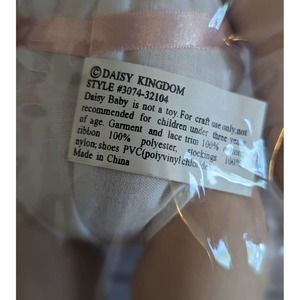 ©DAISY KINGDOM
STYLE #3074-32104
Daisy Baby is not a toy. For craft use only, not
recommended for children under three years
of age. Garment and lace trim 100%
ribbon 100% polyester, stockings 100%
nylon; shoes PVC(polyvinylchlor
Made in China